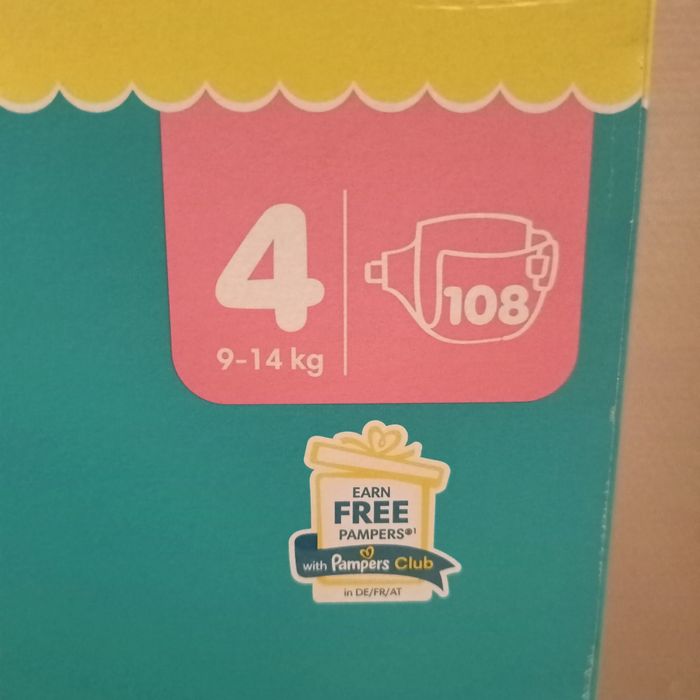 4
9-14 kg
108
EARN
FREE
PAMPERS®¹
with Pampers Club
in DE/FR/AT